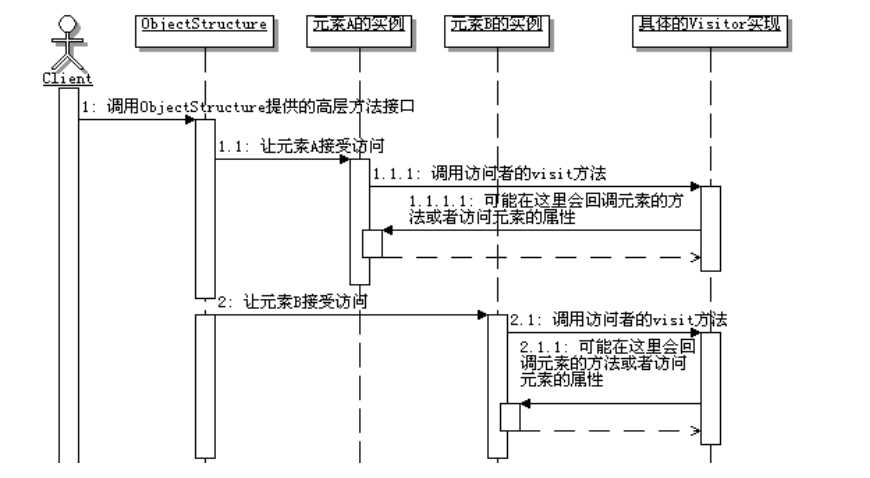 ObjectStructure
元素A的实例
元素B的实例
具体的Visitor实现
Client
1: 调用ObjectStructure提供的高层方法接口
1.1: 让元素A接受访问
1.1.1: 调用访问者的visit方法
1.1.1.1: 可能在这里会回调元素的方
法或者访问元素的属性
2: 让元素B接受访问
2.1: 调用访问者的visit方法
2.1.1: 可能在这里会回
调元素的方法或者访问
元素的属性